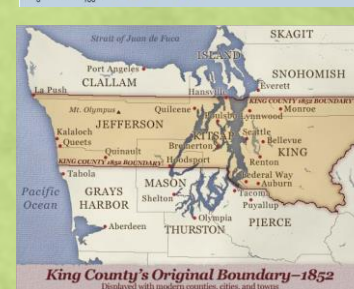 100
SKAGIT
Strait of Juan de Fuca
ISLAND
Port Angeles
SNOHOMISH
CLALLAM
Everett
La Push
Hansville
KING COUNTY 1852 BOUNDARY
Mt. Olympus
Quilcene
Monroe
Poulsbo
Lynnwood
JEFFERSON
Kalaloch
KITSAP
Seattle
Queets
Bremerton
Bellevue
Quinault
KING
KING COUNTY 1852 BOUNDARY
Hoodsport
Renton
Tahola
Federal Way
MASON
Auburn
Pacific
Ocean
GRAYS
HARBOR
Tacoma
Shelton
Puyallup
Aberdeen
Olympia
PIERCE
THURSTON
King County's Original Boundary–1852
Displayed with modern counties, cities, and towns